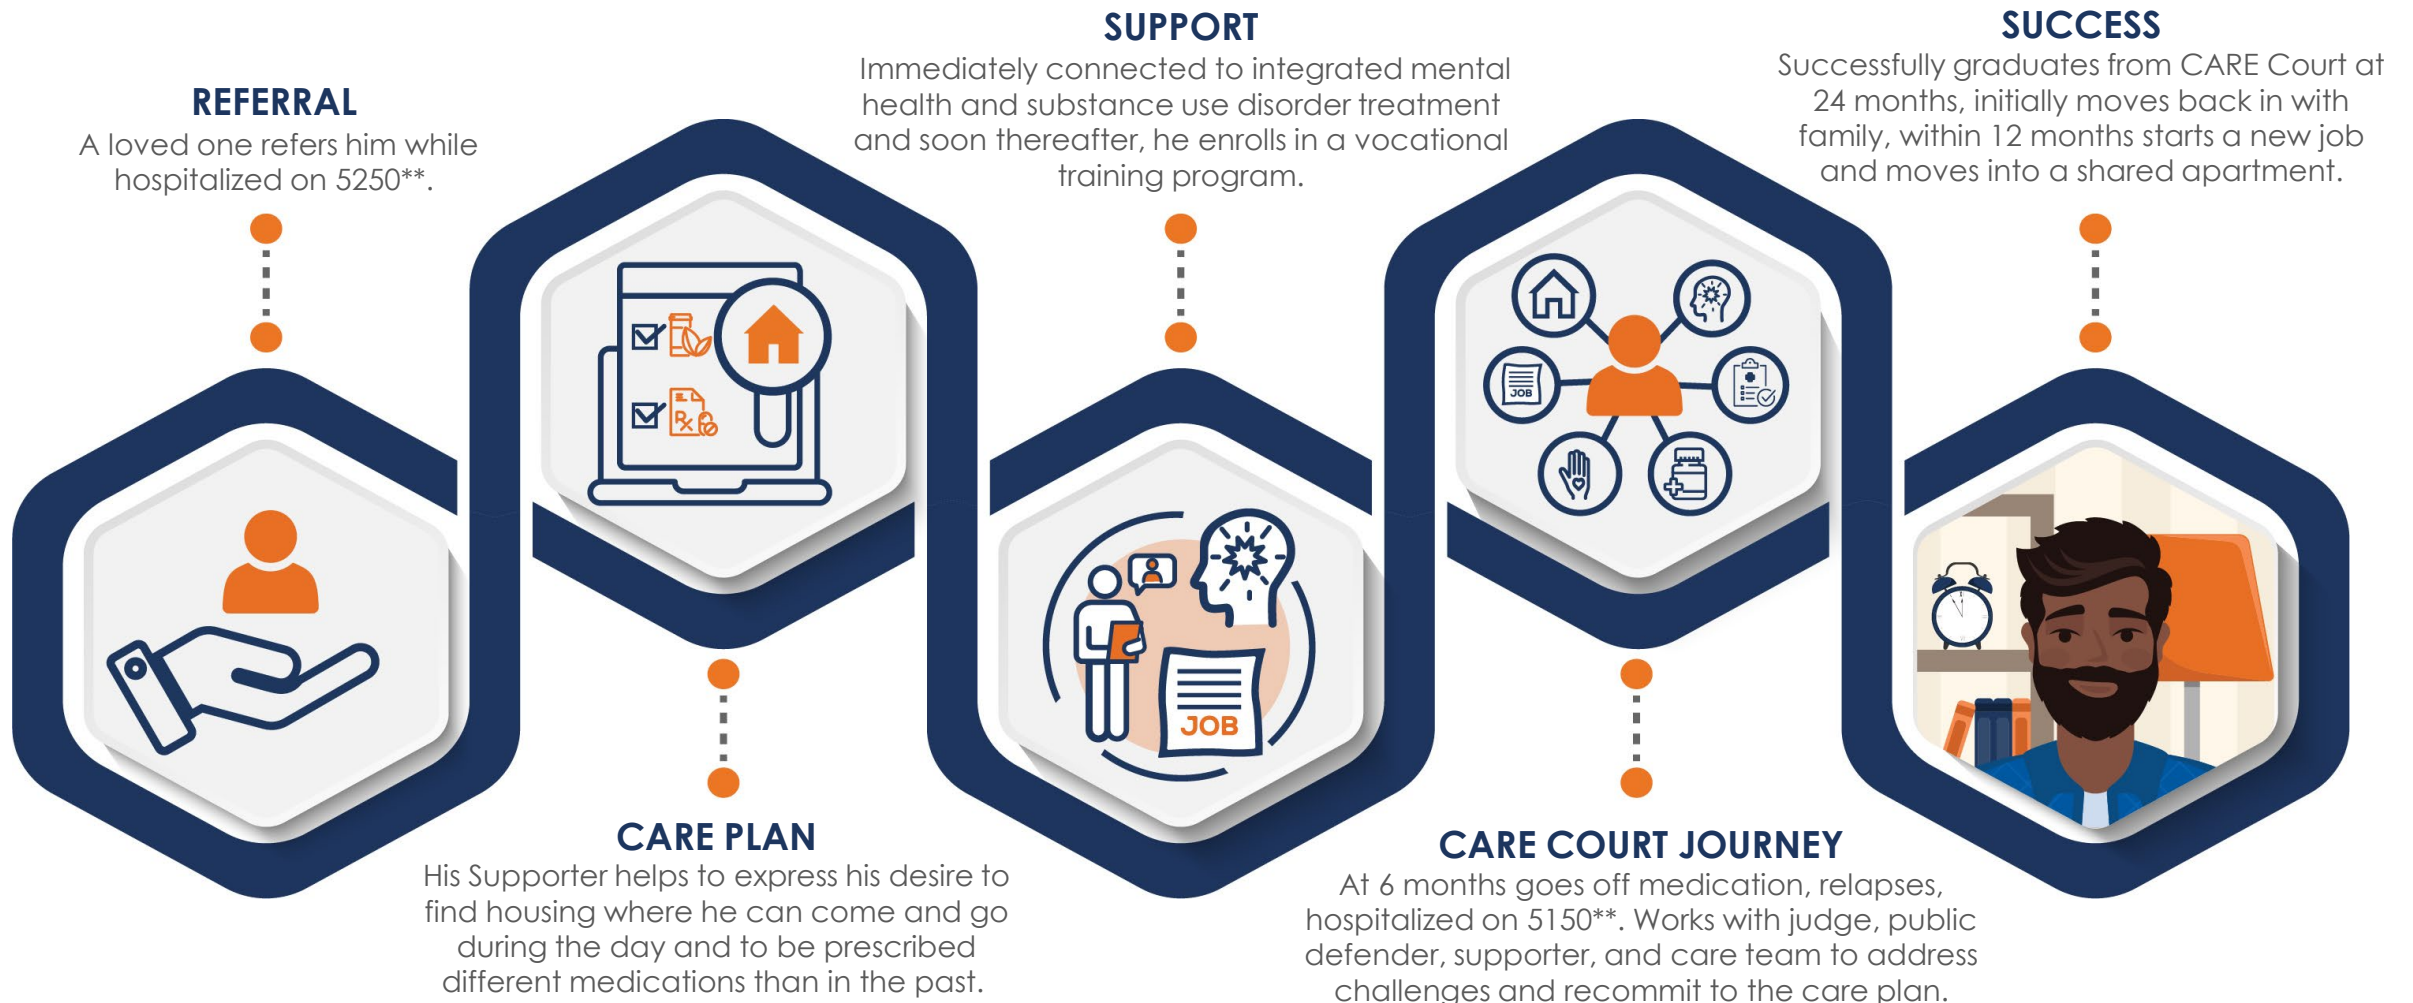 REFERRAL
A loved one refers him while
hospitalized on 5250**.
CARE PLAN
His Supporter helps to express his desire to
find housing where he can come and go
during the day and to be prescribed
different medications than in the past.
SUPPORT
Immediately connected to integrated mental
health and substance use disorder treatment
and soon thereafter, he enrolls in a vocational
training program.
JOB
CARE COURT JOURNEY
At 6 months goes off medication, relapses,
hospitalized on 5150**. Works with judge, public
defender, supporter, and care team to address
challenges and recommit to the care plan.
JOB
SUCCESS
Successfully graduates from CARE Court at
24 months, initially moves back in with
family, within 12 months starts a new job
and moves into a shared apartment.
Rx